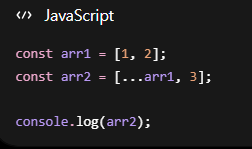 </> JavaScript
const arr1 = [1, 2];
const arr2 = [...arr1, 3];
console.log(arr2);